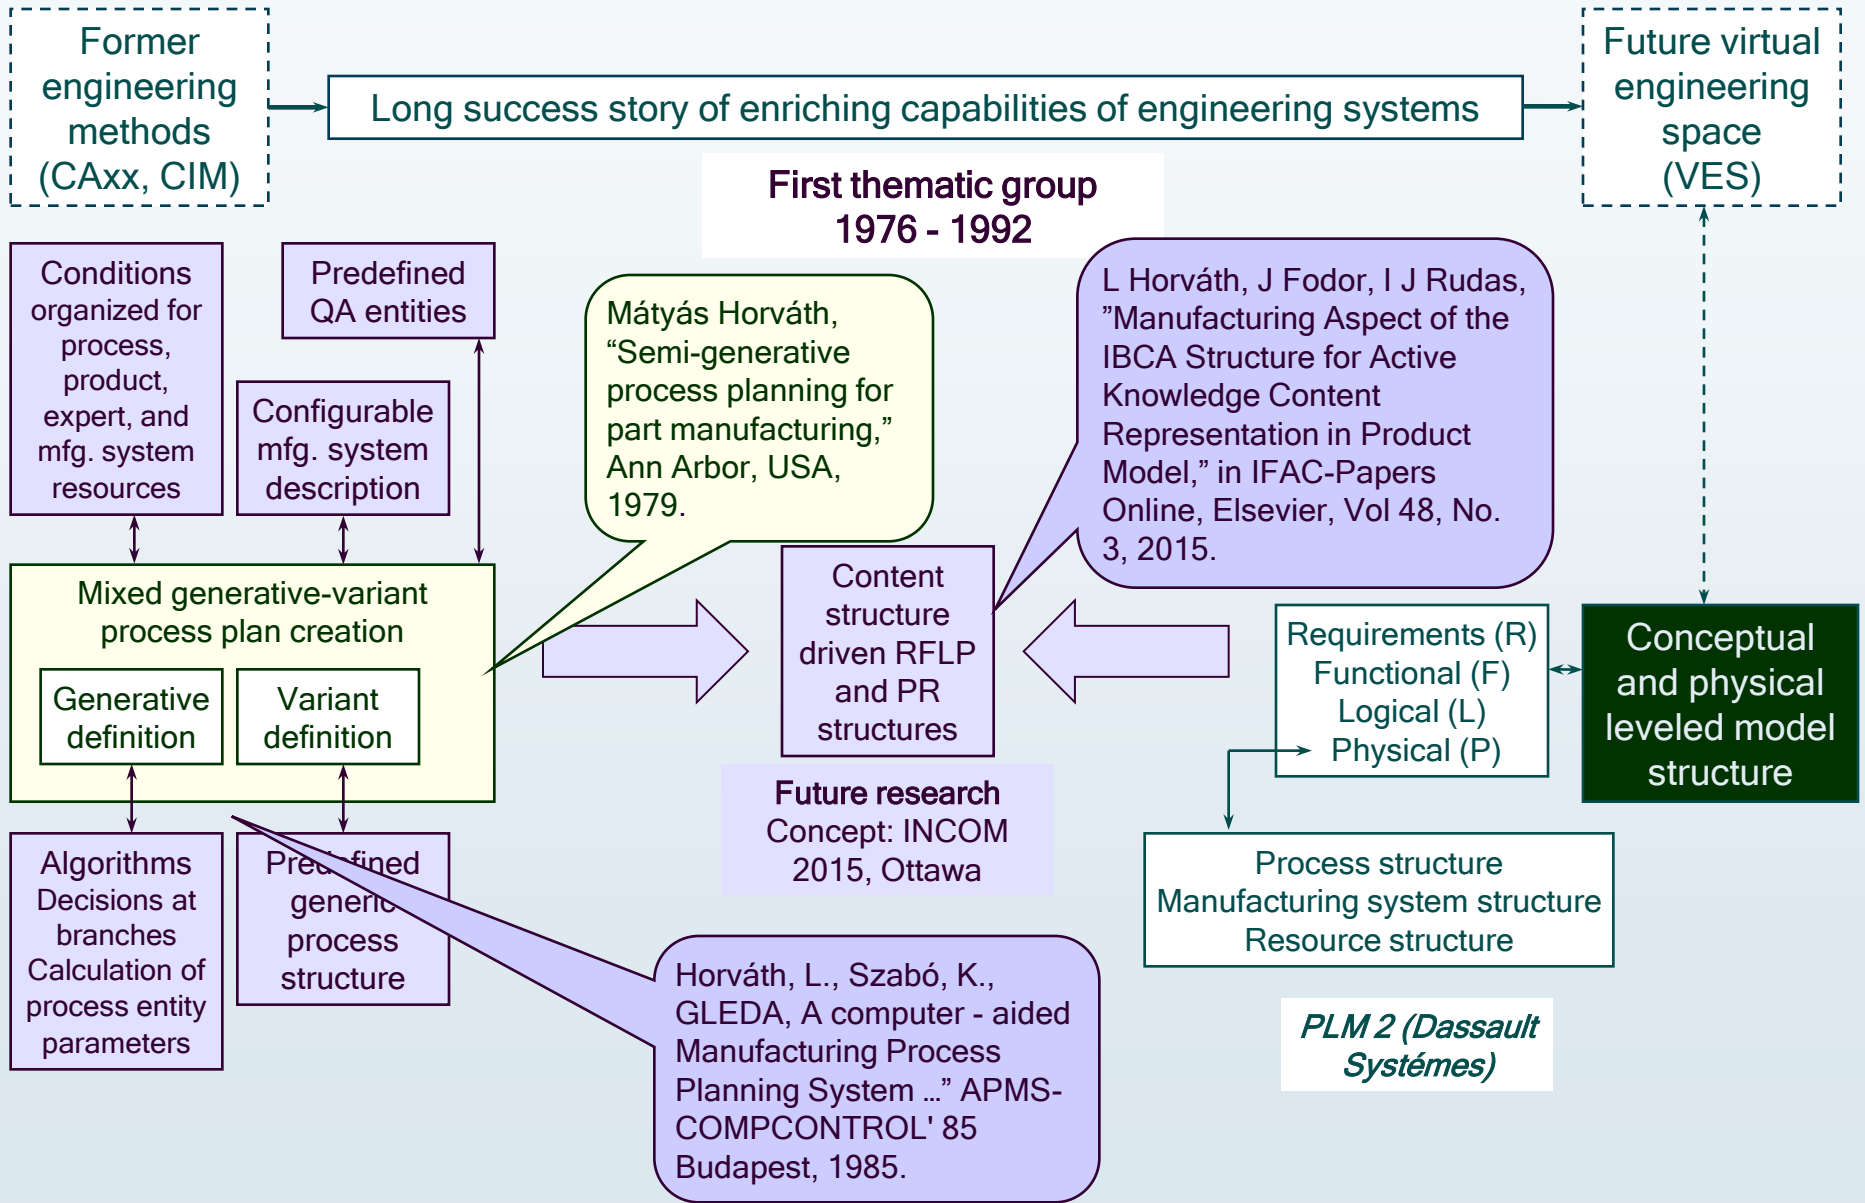 Former
engineering
methods
(CAxx, CIM)
Long success story of enriching capabilities of engineering systems
Future virtual
engineering
space
(VES)
First thematic group
1976 - 1992
Conditions
organized for
process,
product,
expert, and
mfg. system
resources
Predefined
QA entities
Configurable
mfg. system
description
Mátyás Horváth,
“Semi-generative
process planning for
part manufacturing,”
Ann Arbor, USA,
1979.
L Horváth, J Fodor, I J Rudas,
”Manufacturing Aspect of the
IBCA Structure for Active
Knowledge Content
Representation in Product
Model,” in IFAC-Papers
Online, Elsevier, Vol 48, No.
3, 2015.
Mixed generative-variant
process plan creation
Generative
definition
Variant
definition
Content
structure
driven RFLP
and PR
structures
Requirements (R)
Functional (F)
Logical (L)
Physical (P)
Conceptual
and physical
leveled model
structure
Future research
Concept: INCOM
2015, Ottawa
Algorithms
Decisions at
branches
Calculation of
process entity
parameters
Predefined
generic
process
structure
Process structure
Manufacturing system structure
Resource structure
Horváth, L., Szabó, K.,
GLEDA, A computer - aided
Manufacturing Process
Planning System ...” APMS-
COMPCONTROL' 85
Budapest, 1985.
PLM 2 (Dassault
Systémes)